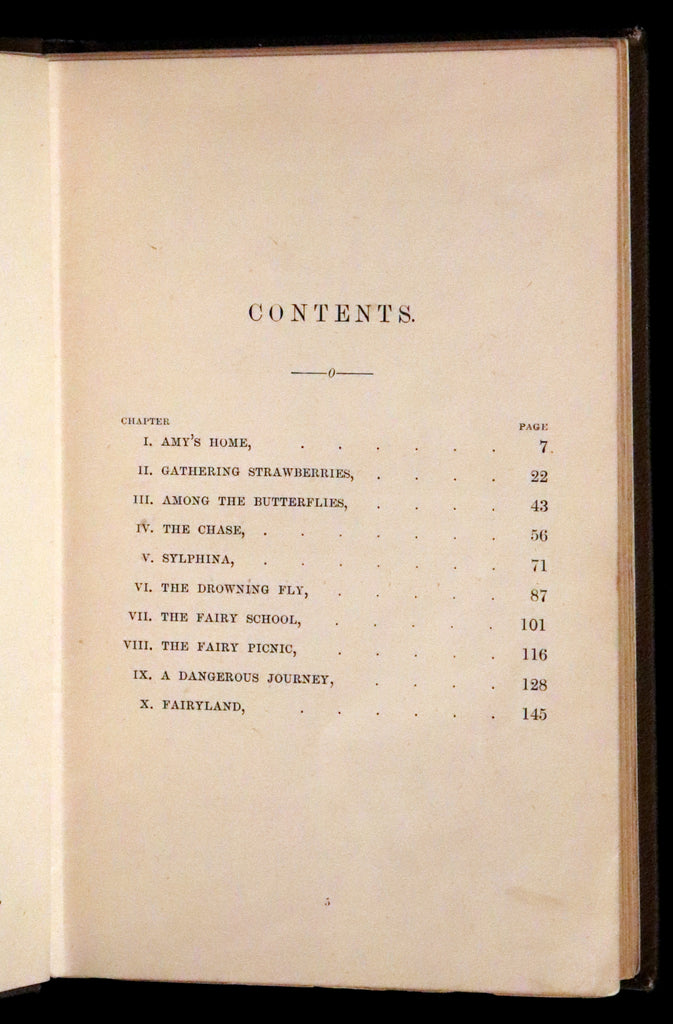 CONTENTS.
CHAPTER PAGE
I. AMY'S HOME, . . . . . . 7
II. GATHERING STRAWBERRIES, . . . . 22
III. AMONG THE BUTTERFLIES, . . . . 43
IV. THE CHASE, . . . . . . . 56
V. SYLPHINA, . . . . . . . 71
VI. THE DROWNING FLY, . . . . . 87
VII. THE FAIRY SCHOOL, . . . . . 101
VIII. THE FAIRY PICNIC, . . . . . 116
IX. A DANGEROUS JOURNEY, . . . . 128
X. FAIRYLAND, . . . . . . 145
5